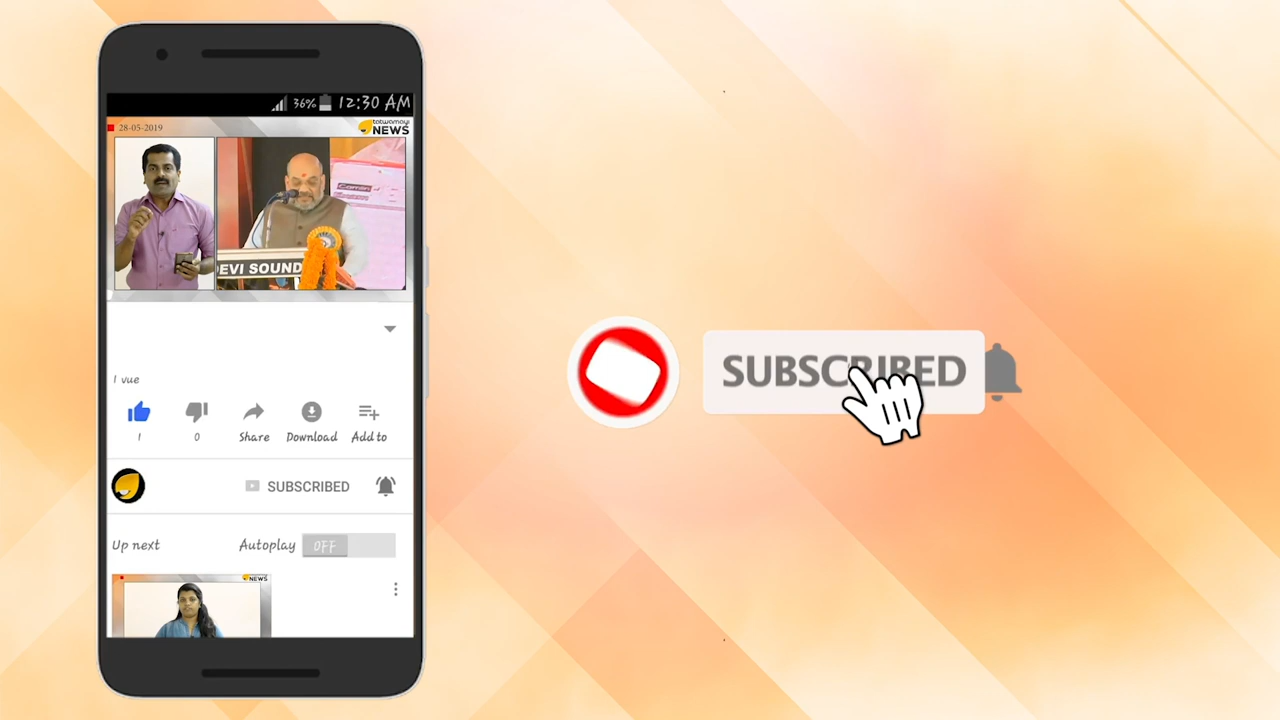 36% 12:30 AM
28-05-2019
tatwamayi
NEWS
DEVI SOUND
1 vue
1
0
Share
Download
Add to
SUBSCRIBED
Up next
Autoplay
OFF
NEWS
SUBSCRIBED